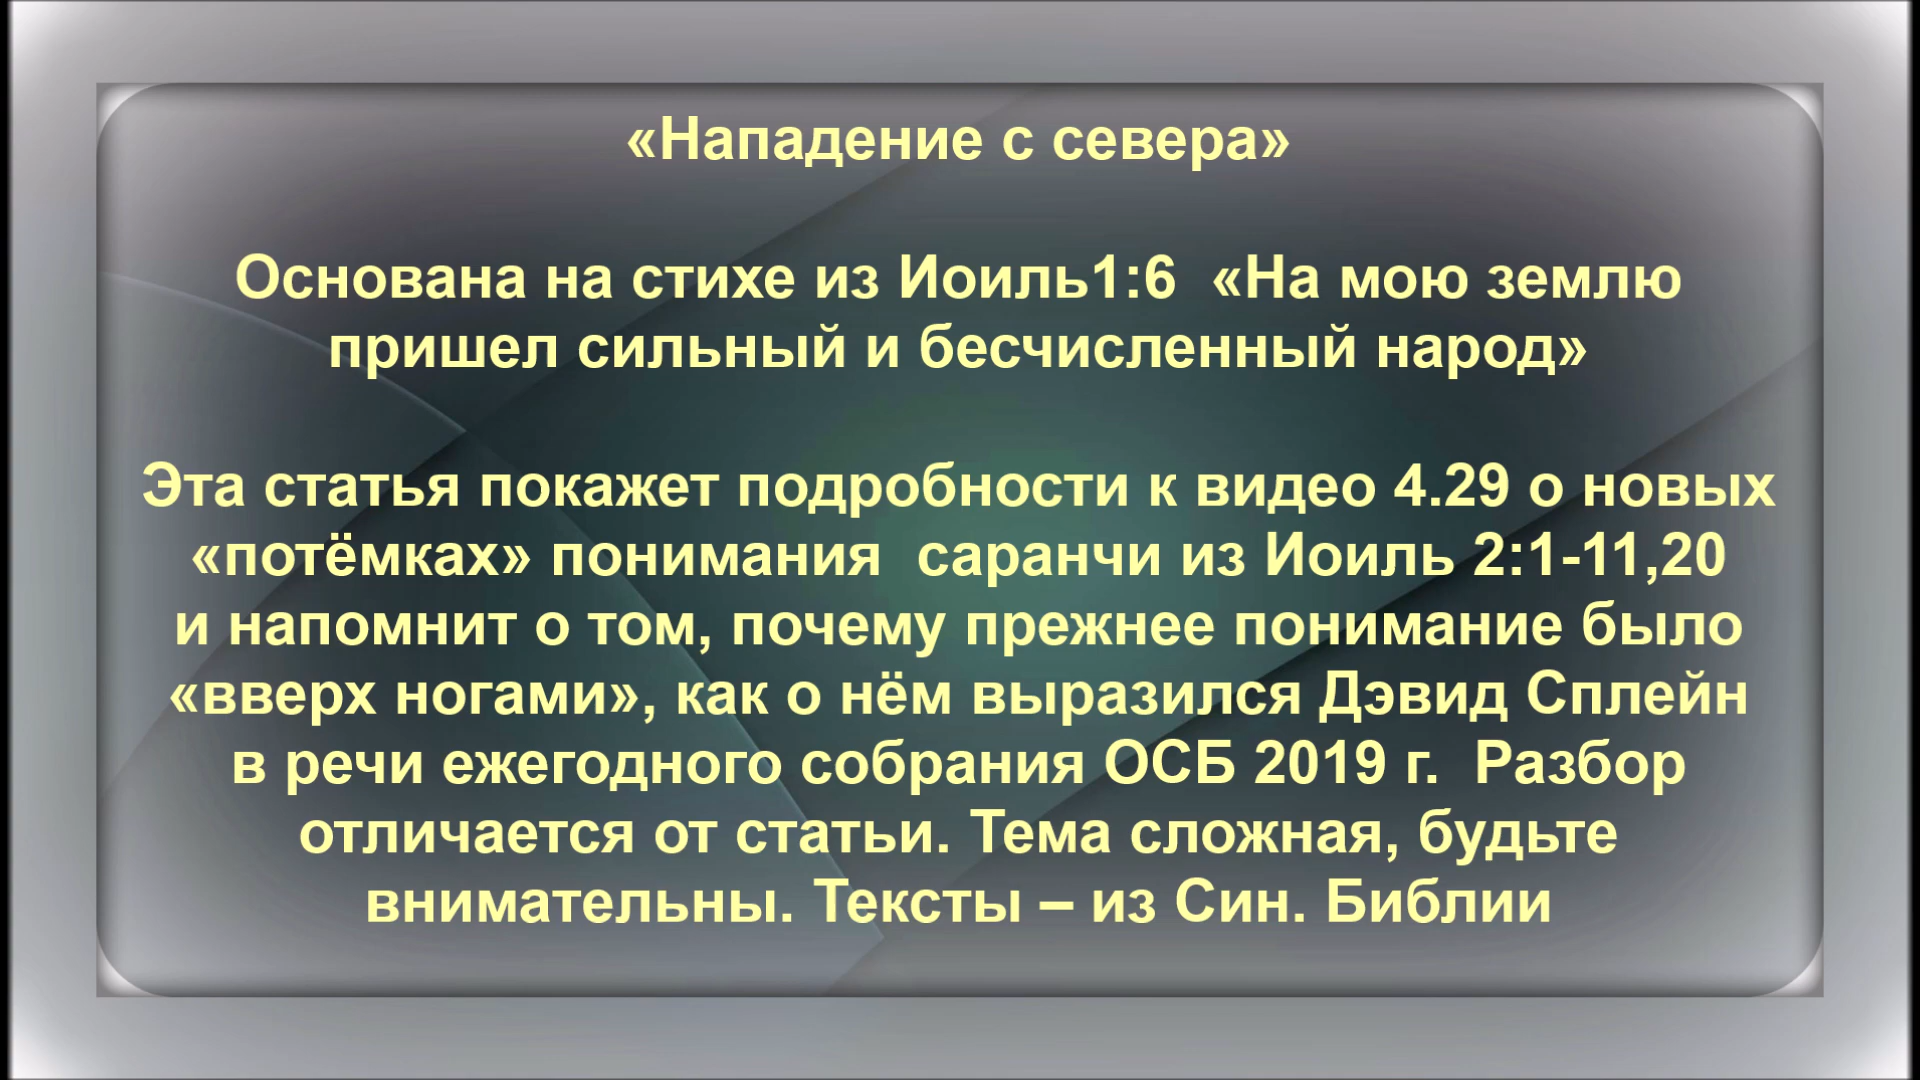 «Нападение с севера»
Основана на стихе из Иоиль1:6  «На мою землю
пришел сильный и бесчисленный народ»
Эта статья покажет подробности к видео 4.29 о новых
«потёмках» понимания  саранчи из Иоиль 2:1-11,20
и напомнит о том, почему прежнее понимание было
«вверх ногами», как о нём выразился Дэвид Сплейн
в речи ежегодного собрания ОСБ 2019 г.  Разбор
отличается от статьи. Тема сложная, будьте
внимательны. Тексты – из Син. Библии